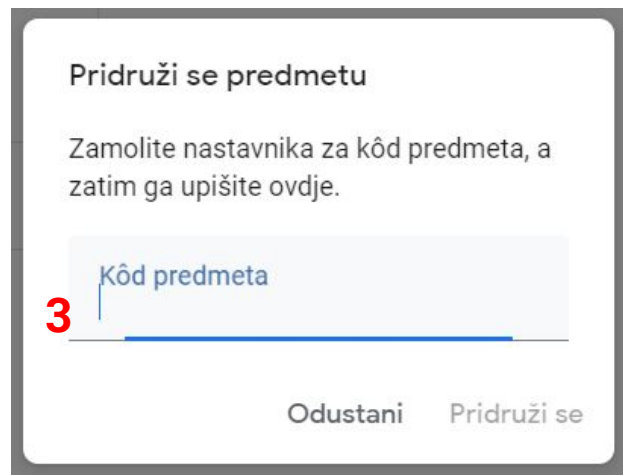 Pridruži se predmetu
Zamolite nastavnika za kôd predmeta, a
zatim ga upišite ovdje.
Kôd predmeta
3
Odustani Pridruži se